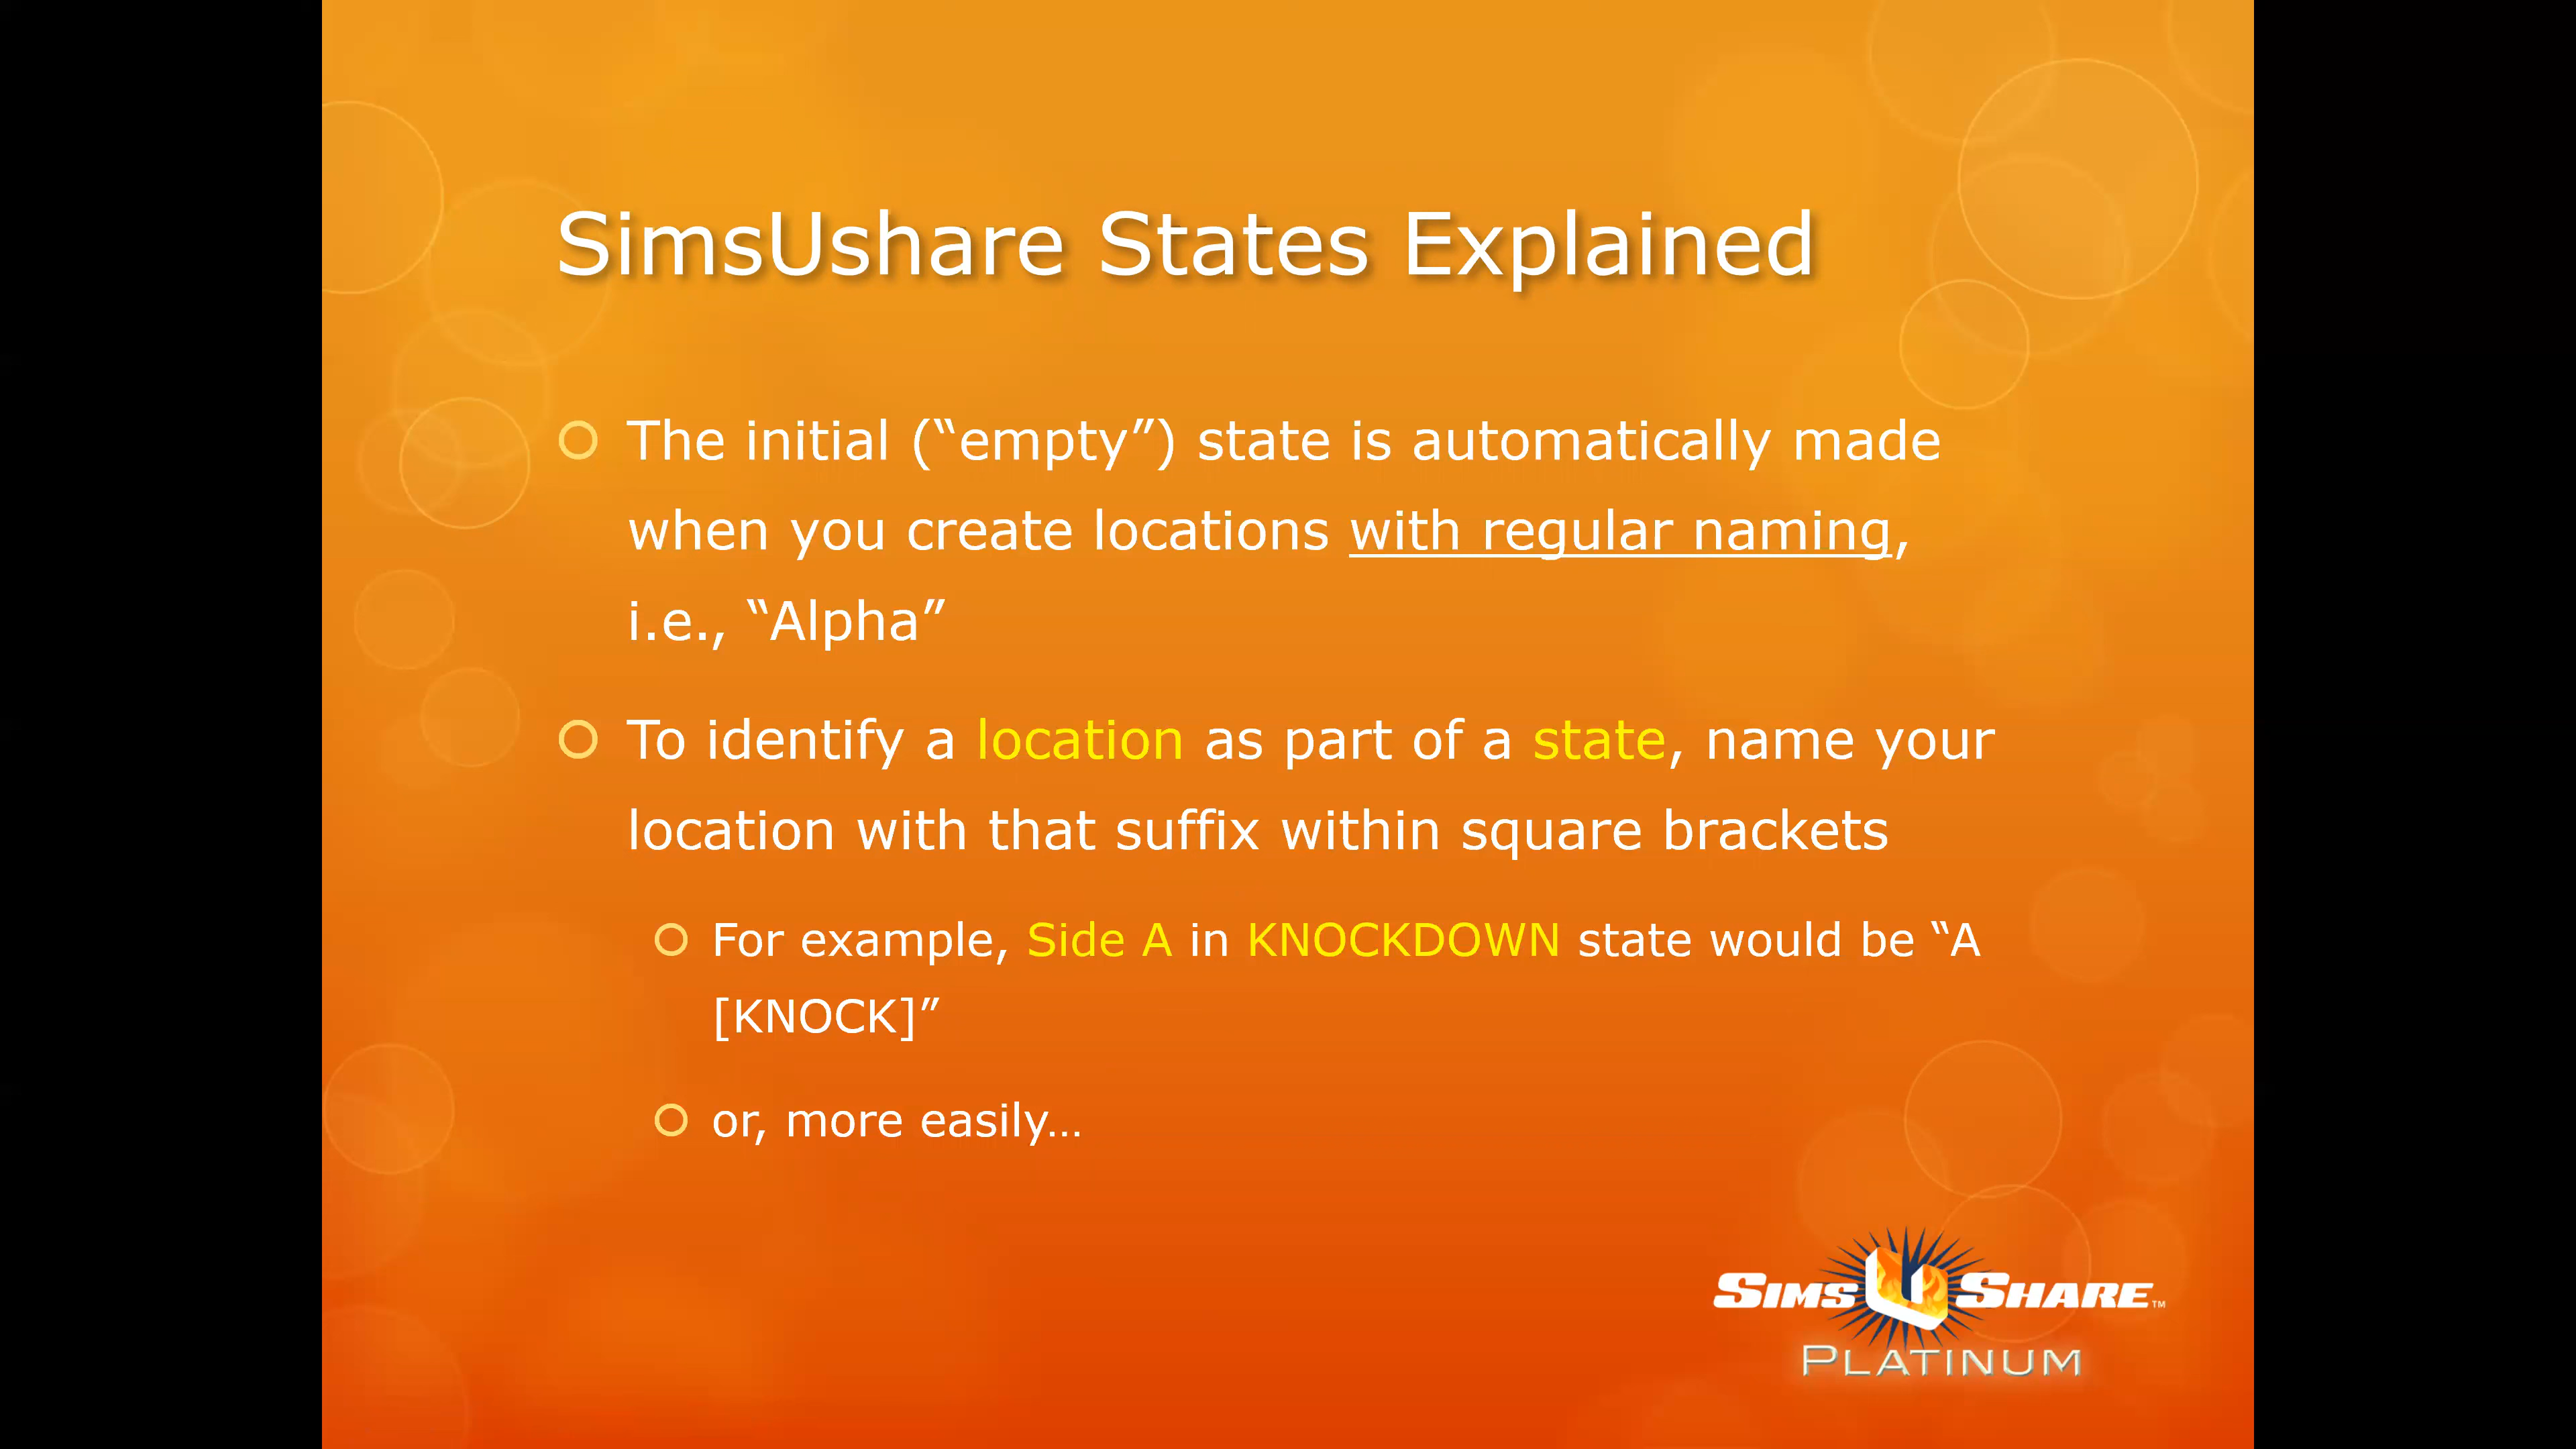 SimsUshare States Explained
The initial (“empty”) state is automatically made
when you create locations with regular naming,
i.e., “Alpha”
To identify a location as part of a state, name your
location with that suffix within square brackets
For example, Side A in KNOCKDOWN state would be “A
[KNOCK]”
or, more easily…
SIMS U SHARE™
PLATINUM